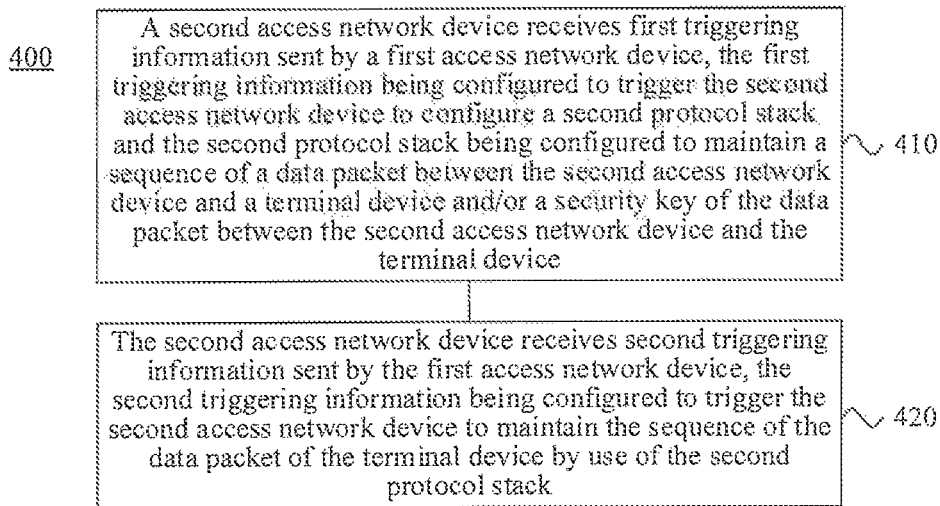 400
A second access network device receives first triggering
information sent by a first access network device, the first
triggering information being configured to trigger the second
access network device to configure a second protocol stack
and the second protocol stack being configured to maintain a
sequence of a data packet between the second access network
device and a terminal device and/or a security key of the data
packet between the second access network device and the
terminal device
410
The second access network device receives second triggering
information sent by the first access network device, the
second triggering information being configured to trigger the
second access network device to maintain the sequence of the
data packet of the terminal device by use of the second
protocol stack
420